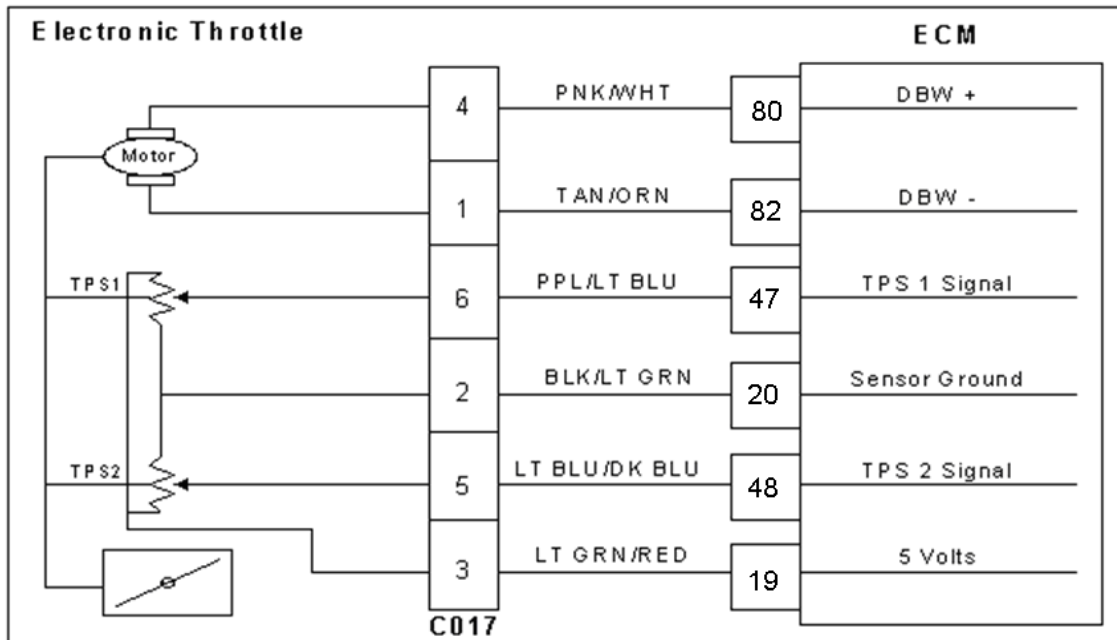 Electronic Throttle
ECM
4 PNK/WHT 80 DBW +
Motor
1 TAN/ORN 82 DBW -
TPS1 6 PPL/LT BLU 47 TPS 1 Signal
2 BLK/LT GRN 20 Sensor Ground
TPS2 5 LT BLU/DK BLU 48 TPS 2 Signal
3 LT GRN/RED 19 5 Volts
C017